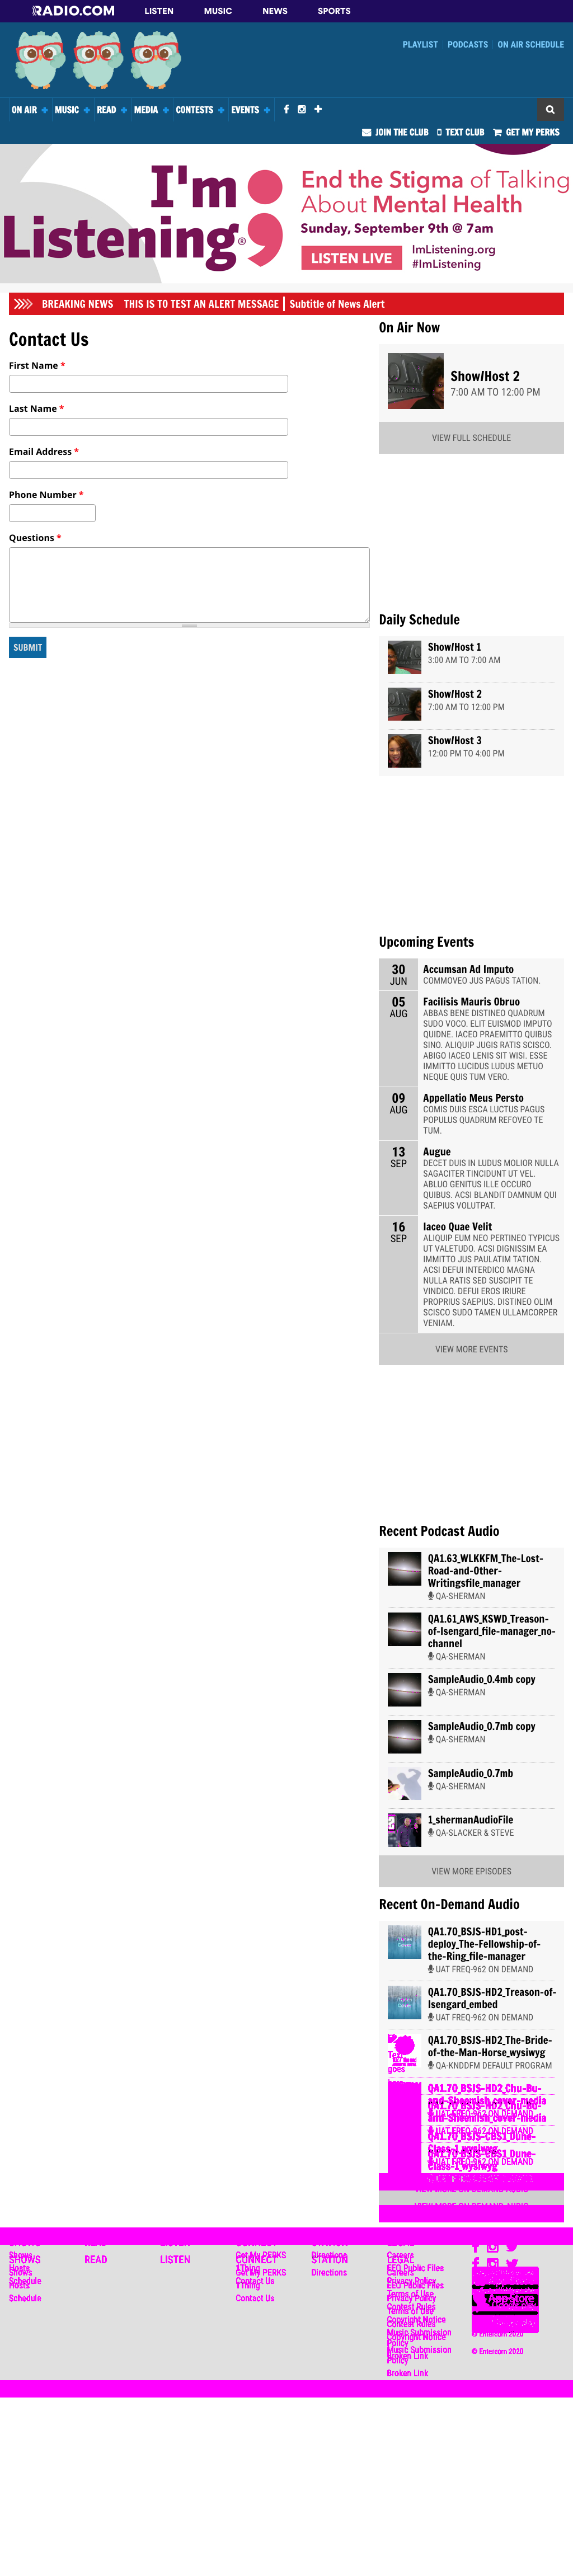 RADIO.COM
LISTEN
MUSIC
NEWS
SPORTS
PLAYLIST
PODCASTS
ON AIR SCHEDULE
ON AIR
MUSIC
READ
MEDIA
CONTESTS
EVENTS
JOIN THE CLUB
TEXT CLUB
GET MY PERKS
I'm
Listening®
End the Stigma of Talking
About Mental Health
Sunday, September 9th @ 7am
LISTEN LIVE
ImListening.org
#ImListening
BREAKING NEWS THIS IS TO TEST AN ALERT MESSAGE | Subtitle of News Alert
Contact Us
First Name *
Last Name *
Email Address *
Phone Number *
Questions *
SUBMIT
On Air Now
Show/Host 2
7:00 AM TO 12:00 PM
VIEW FULL SCHEDULE
Daily Schedule
Show/Host 1
3:00 AM TO 7:00 AM
Show/Host 2
7:00 AM TO 12:00 PM
Show/Host 3
12:00 PM TO 4:00 PM
Upcoming Events
30
JUN
Accumsan Ad Imputo
COMMOVEO JUS PAGUS TATION.
05
AUG
Facilisis Mauris Obruo
ABBAS BENE DISTINEO QUADRUM
SUDO VOCO. ELIT EUISMOD IMPUTO
QUIDNE. IACEO PRAEMITTO QUIBUS
SINO. ALIQUIP JUGIS RATIS SCISCO.
ABIGO IACEO LENIS SIT WISI. ESSE
IMMITTO LUCIDUS LUDUS METUO
NEQUE QUIS TUM VERO.
09
AUG
Appellatio Meus Persto
COMIS DUIS ESCA LUCTUS PAGUS
POPULUS QUADRUM REFOVEO TE
TUM.
13
SEP
Augue
DECET DUIS IN LUDUS MOLIOR NULLA
SAGACITER TINCIDUNT UT VEL.
ABLUO GENITUS ILLE OCCURO
QUIBUS. ACSI BLANDIT DAMNUM QUI
SAEPIUS VOLUTPAT.
16
SEP
Iaceo Quae Velit
ALIQUIP EUM NEO PERTINEO TYPICUS
UT VALETUDO. ACSI DIGNISSIM EA
IMMITTO JUS PAULATIM TATION.
ACSI DEFUI INTERDICO MAGNA
NULLA RATIS SED SUSCIPIT TE
VINDICO. DEFUI EROS IRIURE
PROPRIUS SAEPIUS. DISTINEO OLIM
SCISCO SUDO TAMEN ULLAMCORPER
VENIAM.
VIEW MORE EVENTS
Recent Podcast Audio
QA1.63_WLKKFM_The-Lost-
Road-and-Other-
Writingsfile_manager
QA-SHERMAN
QA1.61_AWS_KSWD_Treason-
of-Isengard_file-manager_no-
channel
QA-SHERMAN
SampleAudio_0.4mb copy
QA-SHERMAN
SampleAudio_0.7mb copy
QA-SHERMAN
SampleAudio_0.7mb
QA-SHERMAN
1_shermanAudioFile
QA-SLACKER & STEVE
VIEW MORE EPISODES
Recent On-Demand Audio
QA1.70_BSJS-HD1_post-
deploy_The-Fellowship-of-
the-Ring_file-manager
UAT FREQ-962 ON DEMAND
QA1.70_BSJS-HD2_Treason-of-
Isengard_embed
UAT FREQ-962 ON DEMAND
QA1.70_BSJS-HD2_The-Bride-
of-the-Man-Horse_wysiwyg
QA-KNDDFM DEFAULT PROGRAM
QA1.70_BSJS-HD2_Chu-Bu-
and-Sheemish_cover-media
UAT FREQ-962 ON DEMAND
QA1.70_BSJS-CBS1_Dune-
Class-1_wysiwyg
UAT FREQ-962 ON DEMAND
VIEW MORE ON-DEMAND AUDIO
SHOWS
Shows
Hosts
Schedule
READ
LISTEN
CONNECT
Get My PERKS
1Thing
Contact Us
STATION
Directions
LEGAL
Careers
EEO Public Files
Privacy Policy
Terms of Use
Contest Rules
Copyright Notice
Music Submission
Policy
Broken Link
App Store
© Entercom 2020
© Entercom 2020